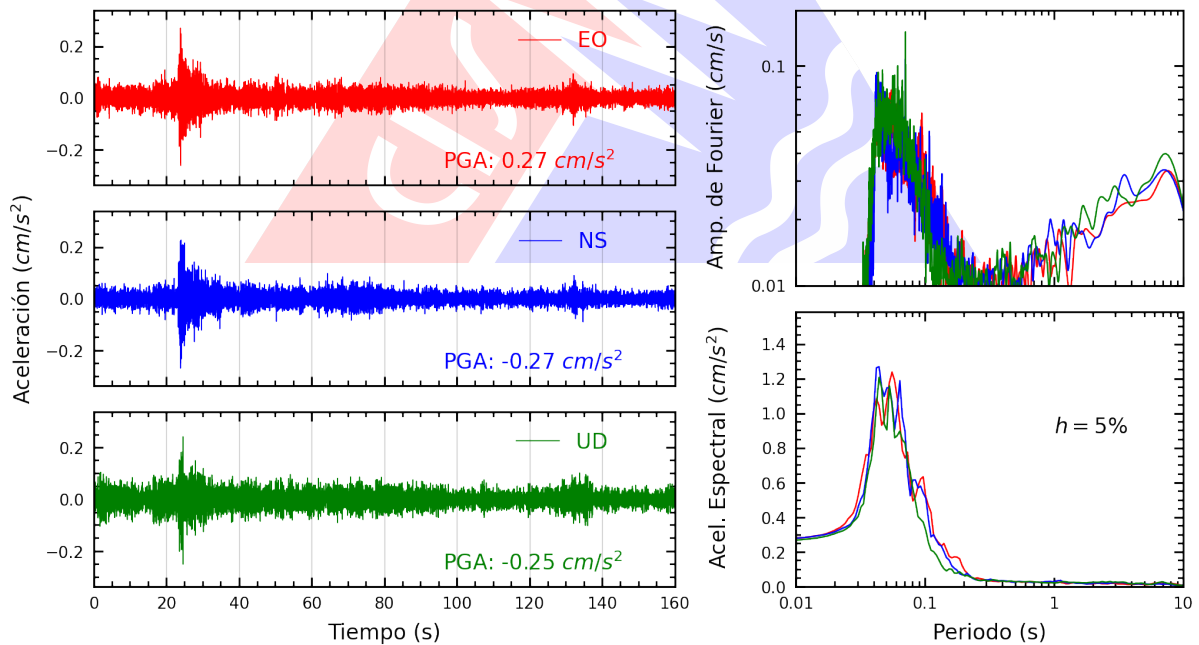 Aceleración (cm/s²)
0.2
0.0
−0.2
EO
PGA: 0.27 cm/s²
0.2
0.0
−0.2
NS
PGA: -0.27 cm/s²
0.2
0.0
−0.2
UD
PGA: -0.25 cm/s²
0 20 40 60 80 100 120 140 160
Tiempo (s)
Amp. de Fourier (cm/s)
0.1
0.01
Acel. Espectral (cm/s²)
1.4
1.2
1.0
0.8
0.6
0.4
0.2
0.0
h = 5%
0.01 0.1 1 10
Periodo (s)